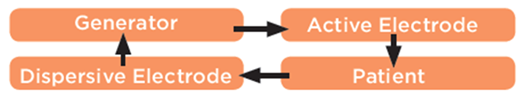 Generator
Active Electrode
Dispersive Electrode
Patient